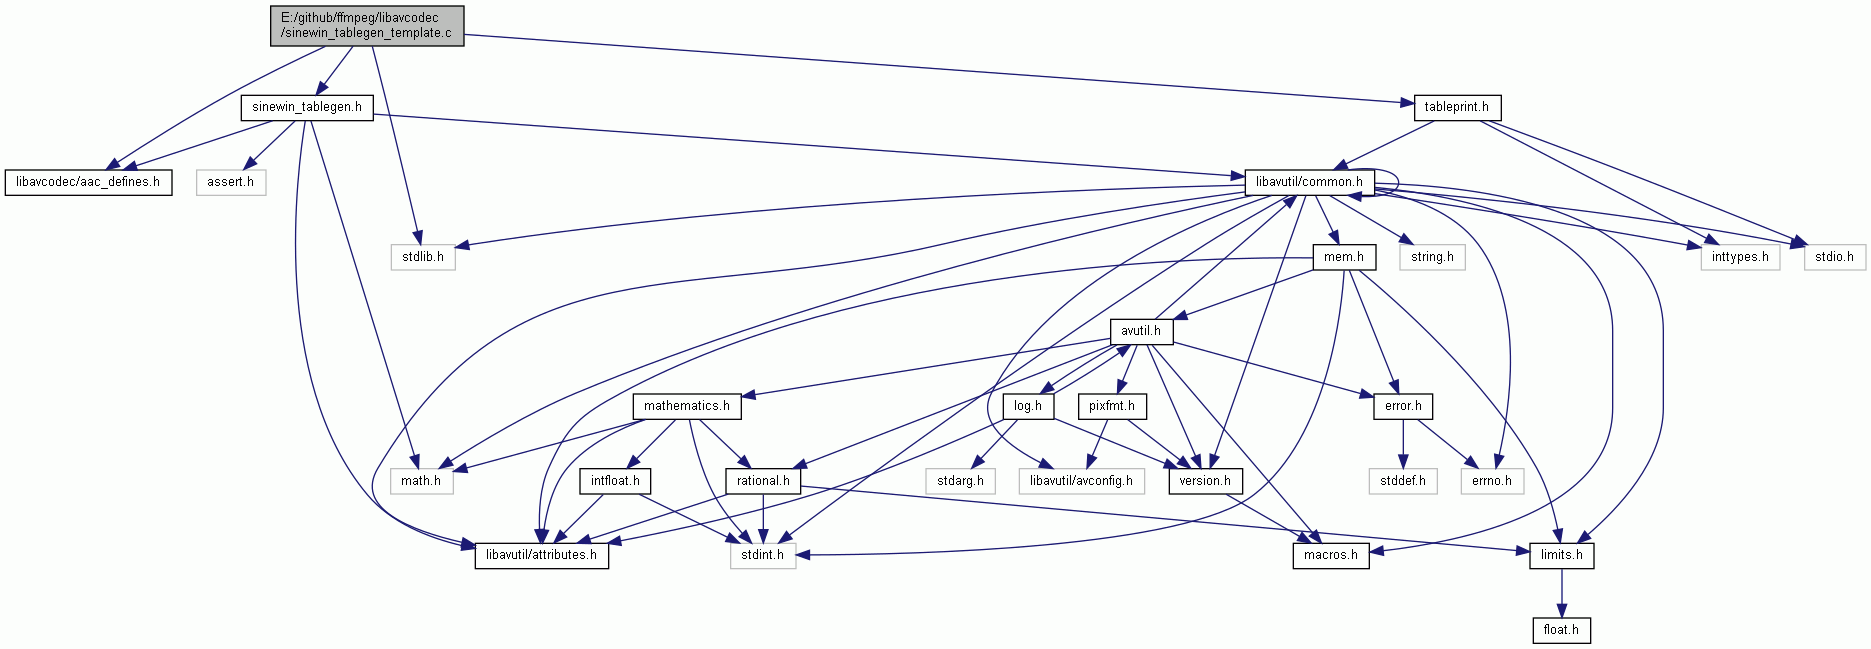 E:/github/ffmpeg/libavcodec
/sinewin_tablegen_template.c
sinewin_tablegen.h
tableprint.h
libavcodec/aac_defines.h
assert.h
libavutil/common.h
stdlib.h
mem.h
string.h
inttypes.h
stdio.h
avutil.h
mathematics.h
log.h
pixfmt.h
error.h
math.h
intfloat.h
rational.h
stdarg.h
libavutil/avconfig.h
version.h
stddef.h
errno.h
libavutil/attributes.h
stdint.h
macros.h
limits.h
float.h